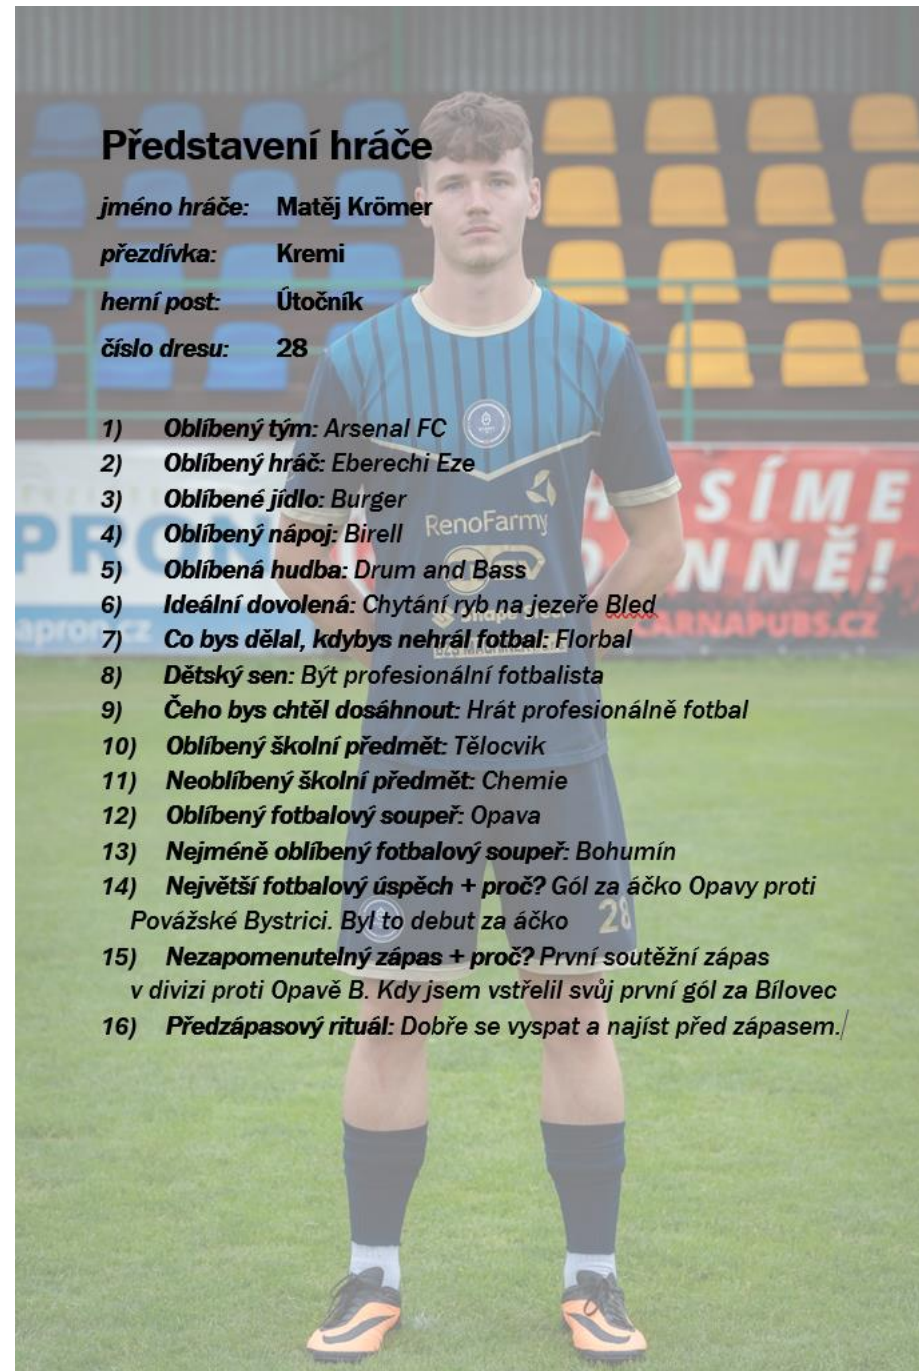 Představení hráče
jméno hráče: Matěj Krömer
přezdívka: Kremi
herní post: Útočník
číslo dresu: 28
1) Oblíbený tým: Arsenal FC
2) Oblíbený hráč: Eberechi Eze
3) Oblíbené jídlo: Burger
4) Oblíbený nápoj: Birell
5) Oblíbená hudba: Drum and Bass
6) Ideální dovolená: Chytání ryb na jezeře Bled
7) Co bys dělal, kdybys nehrál fotbal: Florbal
8) Dětský sen: Být profesionální fotbalista
9) Čeho bys chtěl dosáhnout: Hrát profesionálně fotbal
10) Oblíbený školní předmět: Tělocvik
11) Neoblíbený školní předmět: Chemie
12) Oblíbený fotbalový soupeř: Opava
13) Nejméně oblíbený fotbalový soupeř: Bohumín
14) Největší fotbalový úspěch + proč? Gól za áčko Opavy proti
Povážské Bystrici. Byl to debut za áčko
15) Nezapomenutelný zápas + proč? První soutěžní zápas
v divizi proti Opavě B. Kdy jsem vstřelil svůj první gól za Bílovec
16) Předzápasový rituál: Dobře se vyspat a najíst před zápasem.
RenoFarmy
28
PRON
apron.cz
SÍME
NNĚ!
CARNAPUBS.CZ